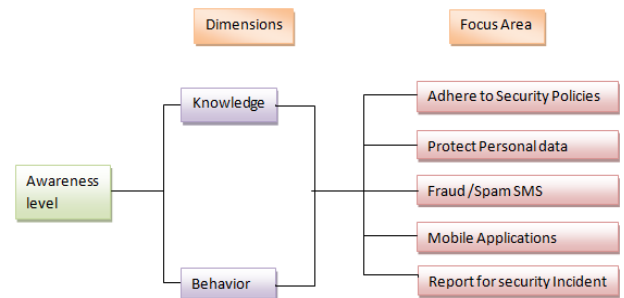 Dimensions
Focus Area
Knowledge
Adhere to Security Policies
Protect Personal data
Awareness
level
Fraud /Spam SMS
Mobile Applications
Behavior
Report for security Incident